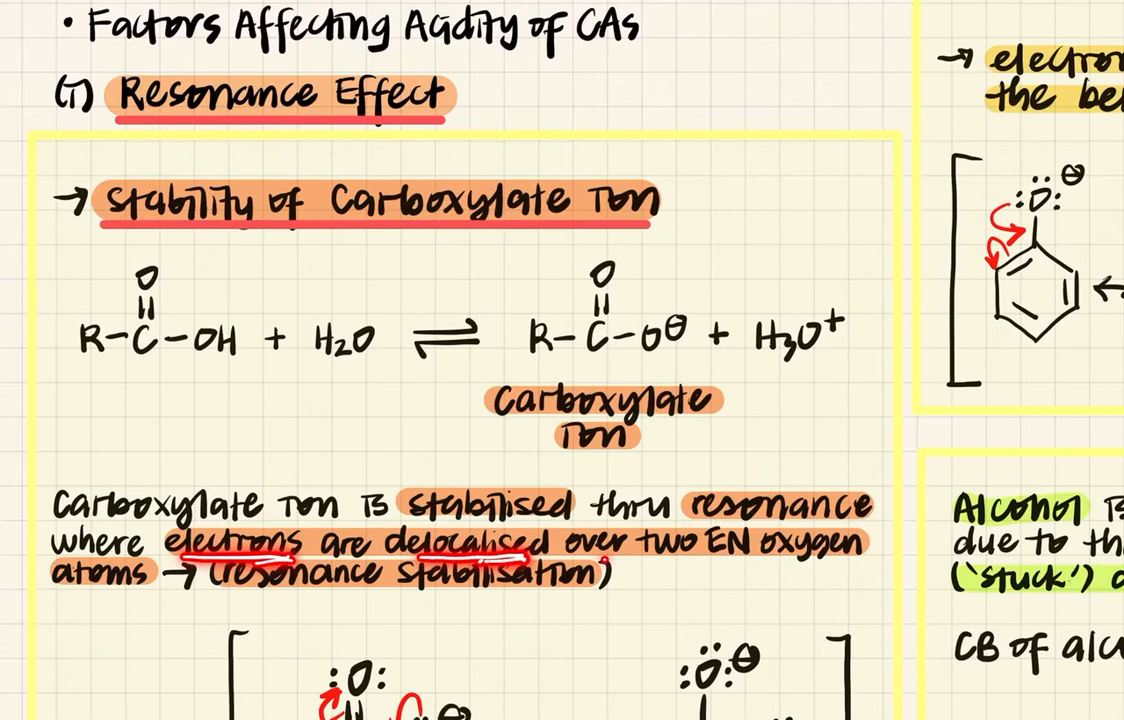 • Factors Affecting Acidity of CAs
(I) Resonance Effect
→ Stability of Carboxylate Ion
O
R-C-OH + H2O ⇌ R-C-O⊖ + H3O+
O
Carboxylate
Ion
Carboxylate Ion is stabilised thru resonance
where electrons are delocalised over two EN oxygen
atoms → (resonance stabilisation)
:O:
:O:⊖
→ electron
the be
:O:⊖
Alcohol is
due to th
('stuck')
CB of alc